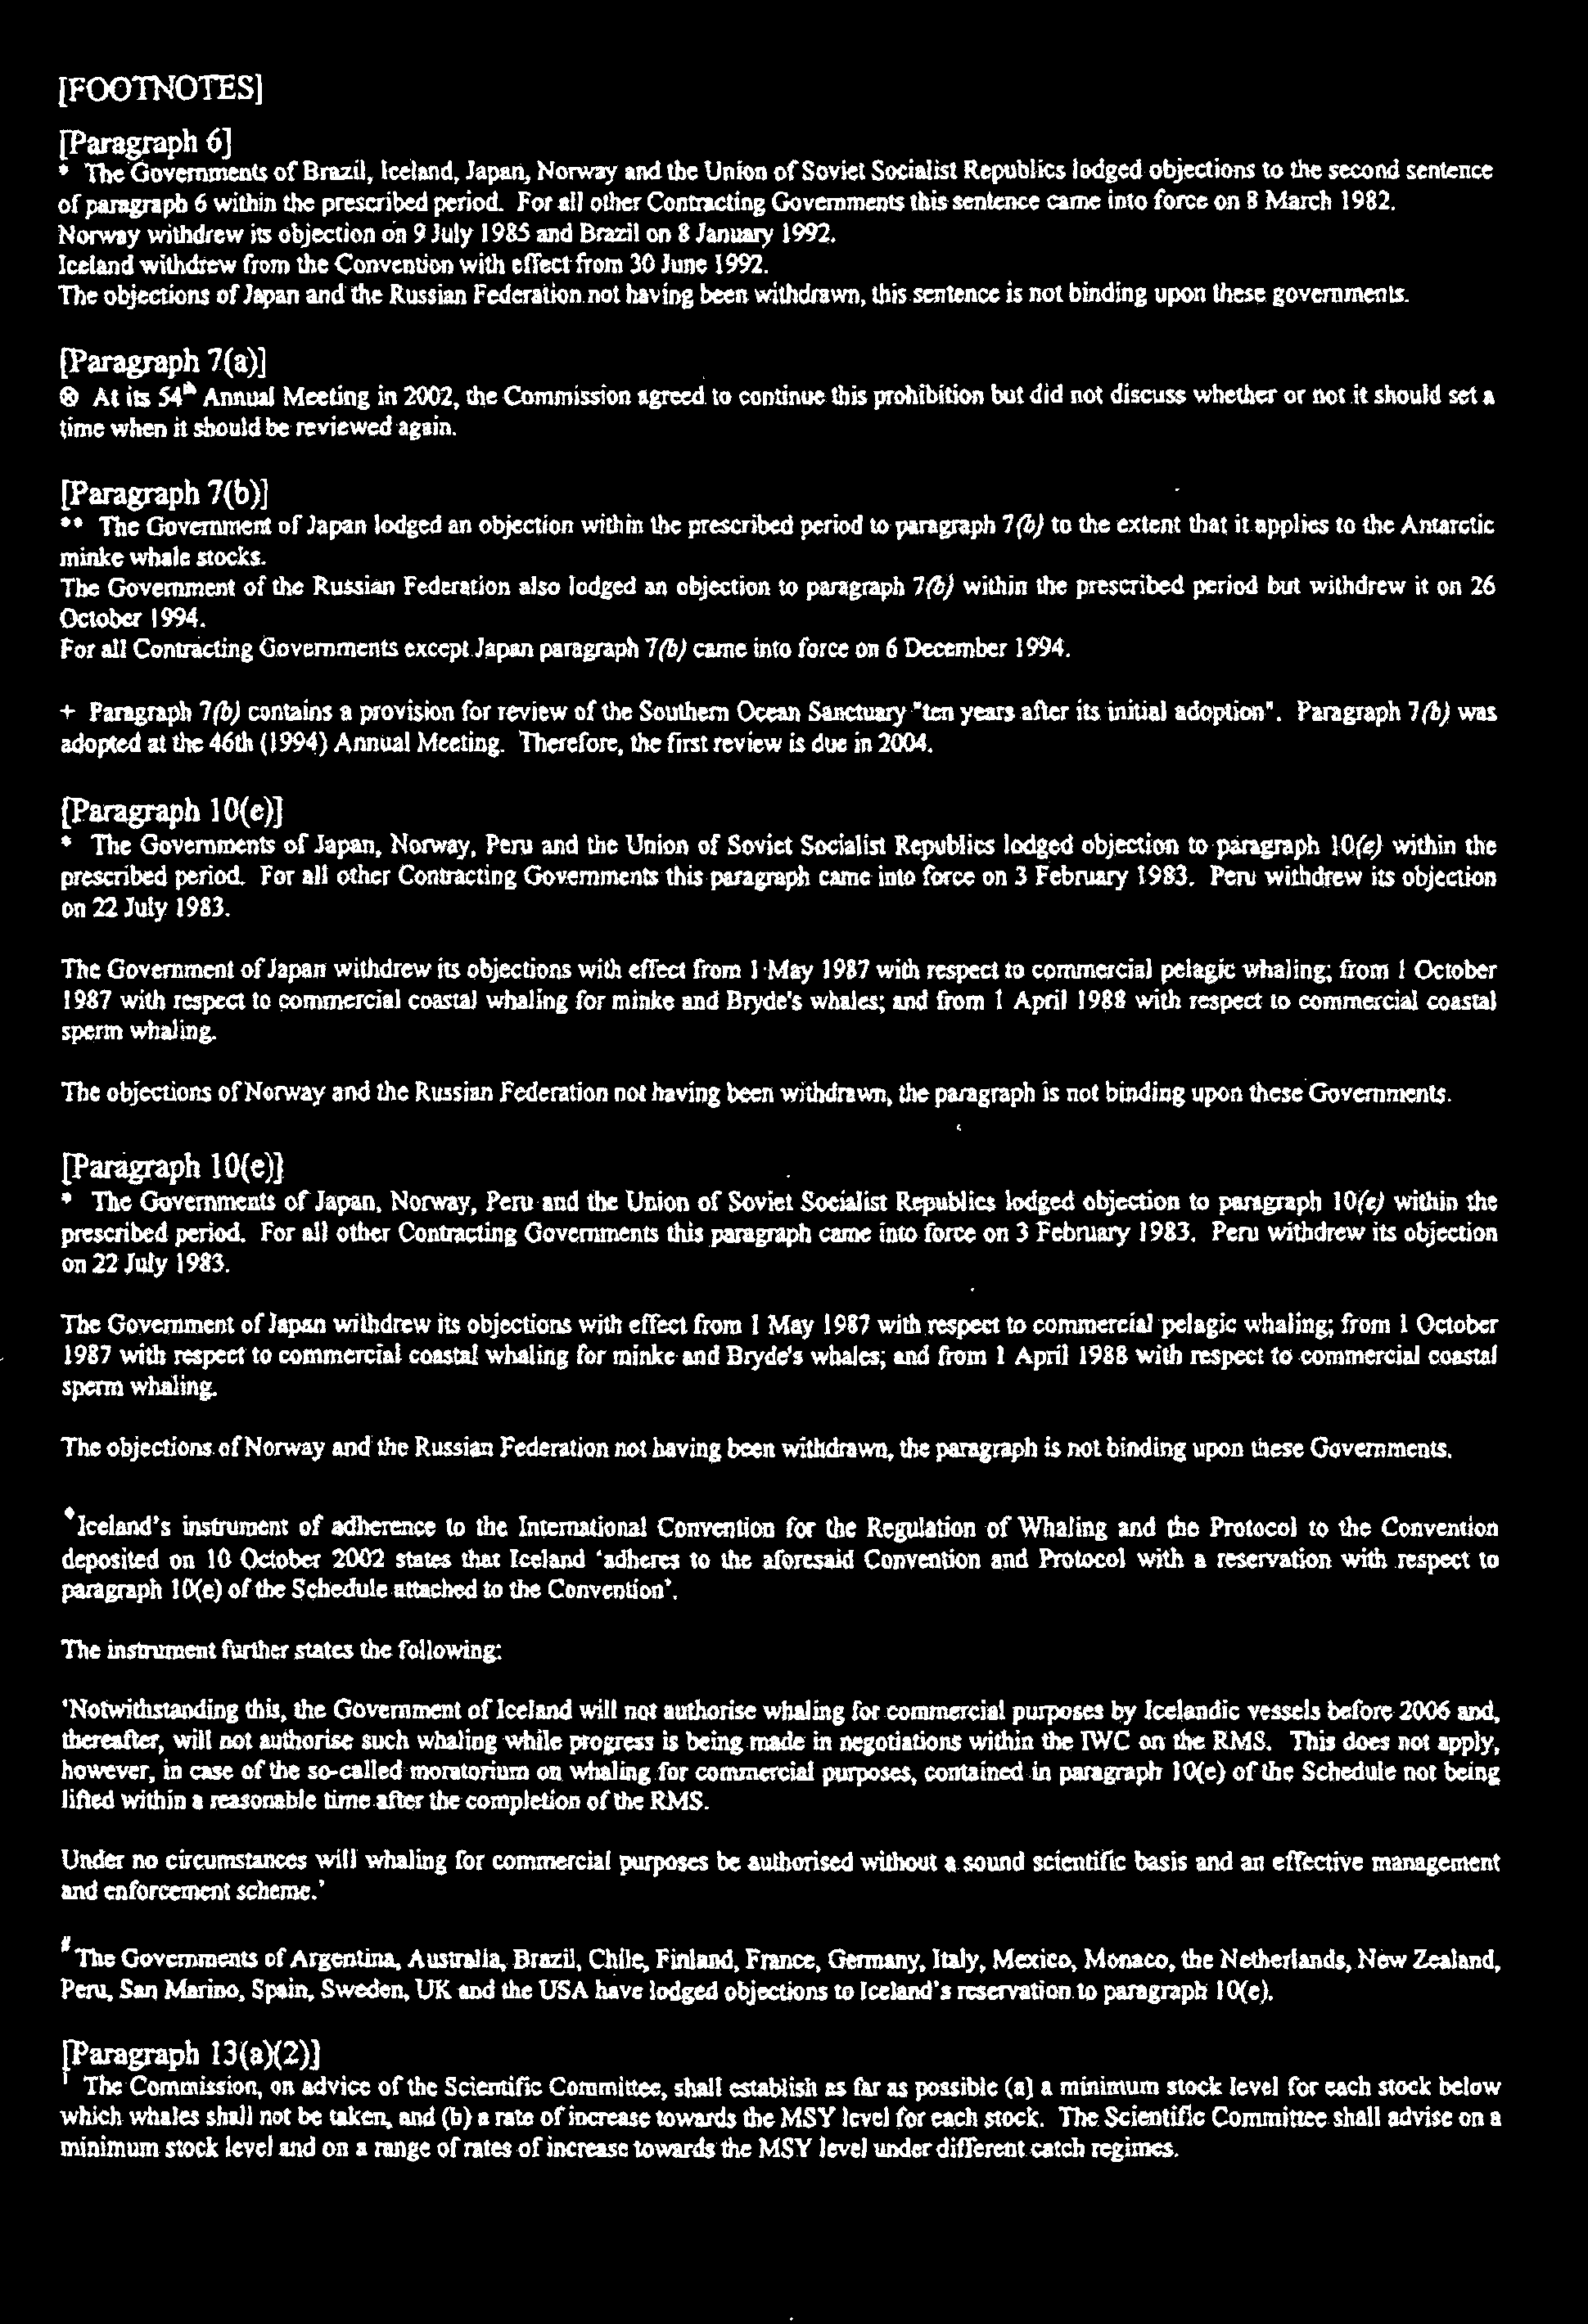 [FOOTNOTES]
[Paragraph 6]
* The Governments of Brazil, Iceland, Japan, Norway and the Union of Soviet Socialist Republics lodged objections to the second sentence
of paragraph 6 within the prescribed period. For all other Contracting Governments this sentence came into force on 8 March 1982.
Norway withdrew its objection on 9 July 1985 and Brazil on 8 January 1992.
Iceland withdrew from the Convention with effect from 30 June 1992.
The objections of Japan and the Russian Federation not having been withdrawn, this sentence is not binding upon these governments.
[Paragraph 7(a)]
⊗ At its 54th Annual Meeting in 2002, the Commission agreed to continue this prohibition but did not discuss whether or not it should set a
time when it should be reviewed again.
[Paragraph 7(b)]
** The Government of Japan lodged an objection within the prescribed period to paragraph 7(b) to the extent that it applies to the Antarctic
minke whale stocks.
The Government of the Russian Federation also lodged an objection to paragraph 7(b) within the prescribed period but withdrew it on 26
October 1994.
For all Contracting Governments except Japan paragraph 7(b) came into force on 6 December 1994.
+ Paragraph 7(b) contains a provision for review of the Southern Ocean Sanctuary "ten years after its initial adoption". Paragraph 7(b) was
adopted at the 46th (1994) Annual Meeting. Therefore, the first review is due in 2004.
[Paragraph 10(e)]
* The Governments of Japan, Norway, Peru and the Union of Soviet Socialist Republics lodged objection to paragraph 10(e) within the
prescribed period. For all other Contracting Governments this paragraph came into force on 3 February 1983. Peru withdrew its objection
on 22 July 1983.
The Government of Japan withdrew its objections with effect from 1 May 1987 with respect to commercial pelagic whaling; from 1 October
1987 with respect to commercial coastal whaling for minke and Bryde's whales; and from 1 April 1988 with respect to commercial coastal
sperm whaling.
The objections of Norway and the Russian Federation not having been withdrawn, the paragraph is not binding upon these Governments.
[Paragraph 10(e)]
* The Governments of Japan, Norway, Peru and the Union of Soviet Socialist Republics lodged objection to paragraph 10(e) within the
prescribed period. For all other Contracting Governments this paragraph came into force on 3 February 1983. Peru withdrew its objection
on 22 July 1983.
The Government of Japan withdrew its objections with effect from 1 May 1987 with respect to commercial pelagic whaling; from 1 October
1987 with respect to commercial coastal whaling for minke and Bryde's whales; and from 1 April 1988 with respect to commercial coastal
sperm whaling.
The objections of Norway and the Russian Federation not having been withdrawn, the paragraph is not binding upon these Governments.
♦Iceland's instrument of adherence to the International Convention for the Regulation of Whaling and the Protocol to the Convention
deposited on 10 October 2002 states that Iceland 'adheres to the aforesaid Convention and Protocol with a reservation with respect to
paragraph 10(e) of the Schedule attached to the Convention'.
The instrument further states the following:
'Notwithstanding this, the Government of Iceland will not authorise whaling for commercial purposes by Icelandic vessels before 2006 and,
thereafter, will not authorise such whaling while progress is being made in negotiations within the IWC on the RMS. This does not apply,
however, in case of the so-called moratorium on whaling for commercial purposes, contained in paragraph 10(e) of the Schedule not being
lifted within a reasonable time after the completion of the RMS.
Under no circumstances will whaling for commercial purposes be authorised without a sound scientific basis and an effective management
and enforcement scheme.'
# The Governments of Argentina, Australia, Brazil, Chile, Finland, France, Germany, Italy, Mexico, Monaco, the Netherlands, New Zealand,
Peru, San Marino, Spain, Sweden, UK and the USA have lodged objections to Iceland's reservation to paragraph 10(e).
[Paragraph 13(a)(2)]
1 The Commission, on advice of the Scientific Committee, shall establish as far as possible (a) a minimum stock level for each stock below
which whales shall not be taken, and (b) a rate of increase towards the MSY level for each stock. The Scientific Committee shall advise on a
minimum stock level and on a range of rates of increase towards the MSY level under different catch regimes.